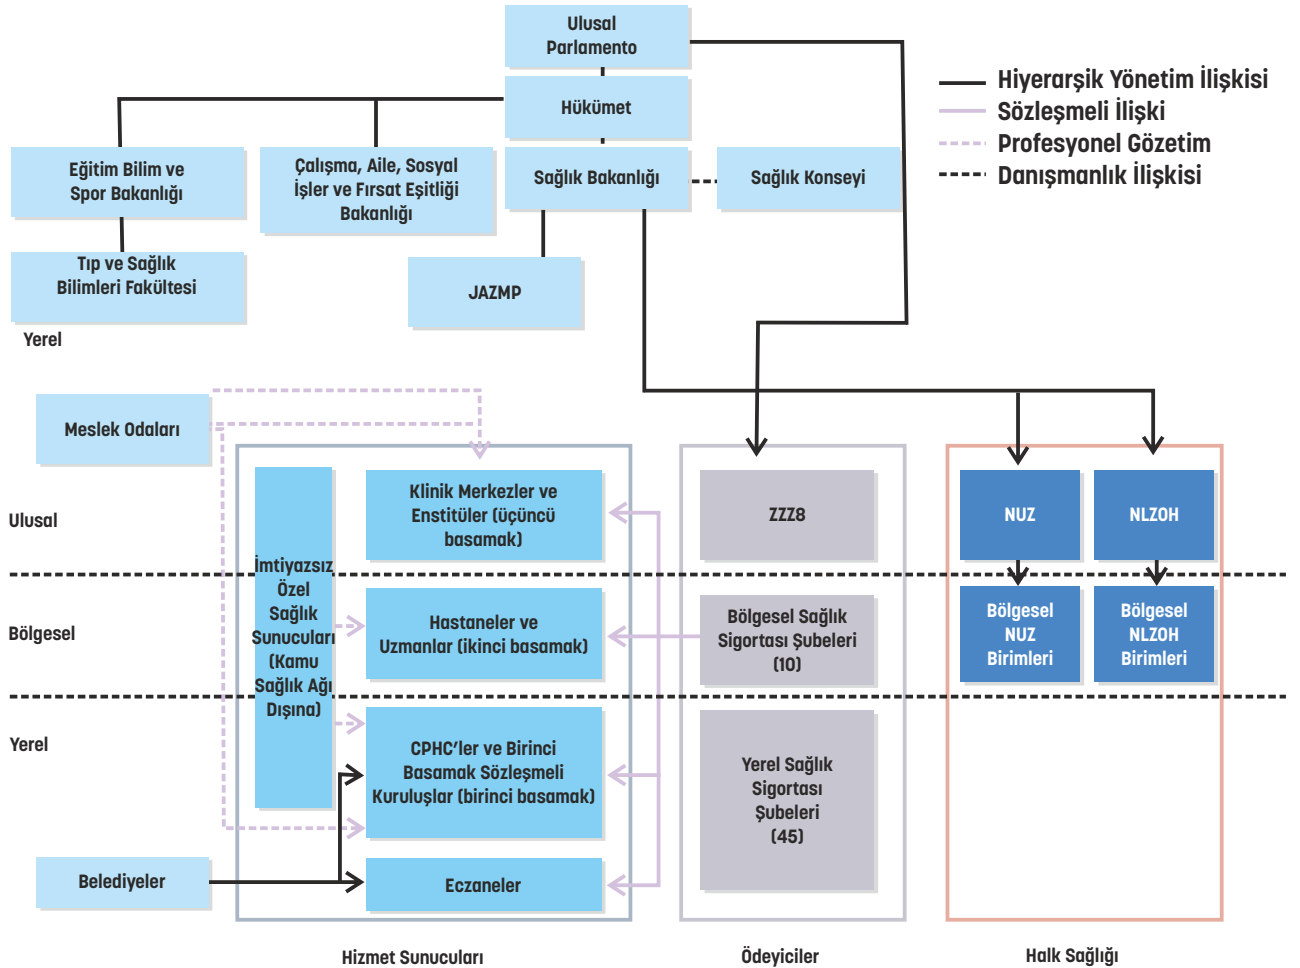 Ulusal
Parlamento
Hükümet
Hiyerarşik Yönetim İlişkisi
Sözleşmeli İlişki
Profesyonel Gözetim
Danışmanlık İlişkisi
Eğitim Bilim ve
Spor Bakanlığı
Çalışma, Aile, Sosyal
İşler ve Fırsat Eşitliği
Bakanlığı
Sağlık Bakanlığı
Sağlık Konseyi
Tıp ve Sağlık
Bilimleri Fakültesi
JAZMP
Yerel
Meslek Odaları
Ulusal
Bölgesel
Yerel
İmtiyazsız
Özel
Sağlık
Sunucuları
(Kamu
Sağlık Ağı
Dışına)
Klinik Merkezler ve
Enstitüler (üçüncü
basamak)
Hastaneler ve
Uzmanlar (ikinci basamak)
CPHC'ler ve Birinci
Basamak Sözleşmeli
Kuruluşlar (birinci basamak)
Eczaneler
Belediyeler
ZZZ8
Bölgesel Sağlık
Sigortası Şubeleri
(10)
Yerel Sağlık
Sigortası
Şubeleri
(45)
NUZ
NLZOH
Bölgesel
NUZ
Birimleri
Bölgesel
NLZOH
Birimleri
Hizmet Sunucuları
Ödeyiciler
Halk Sağlığı